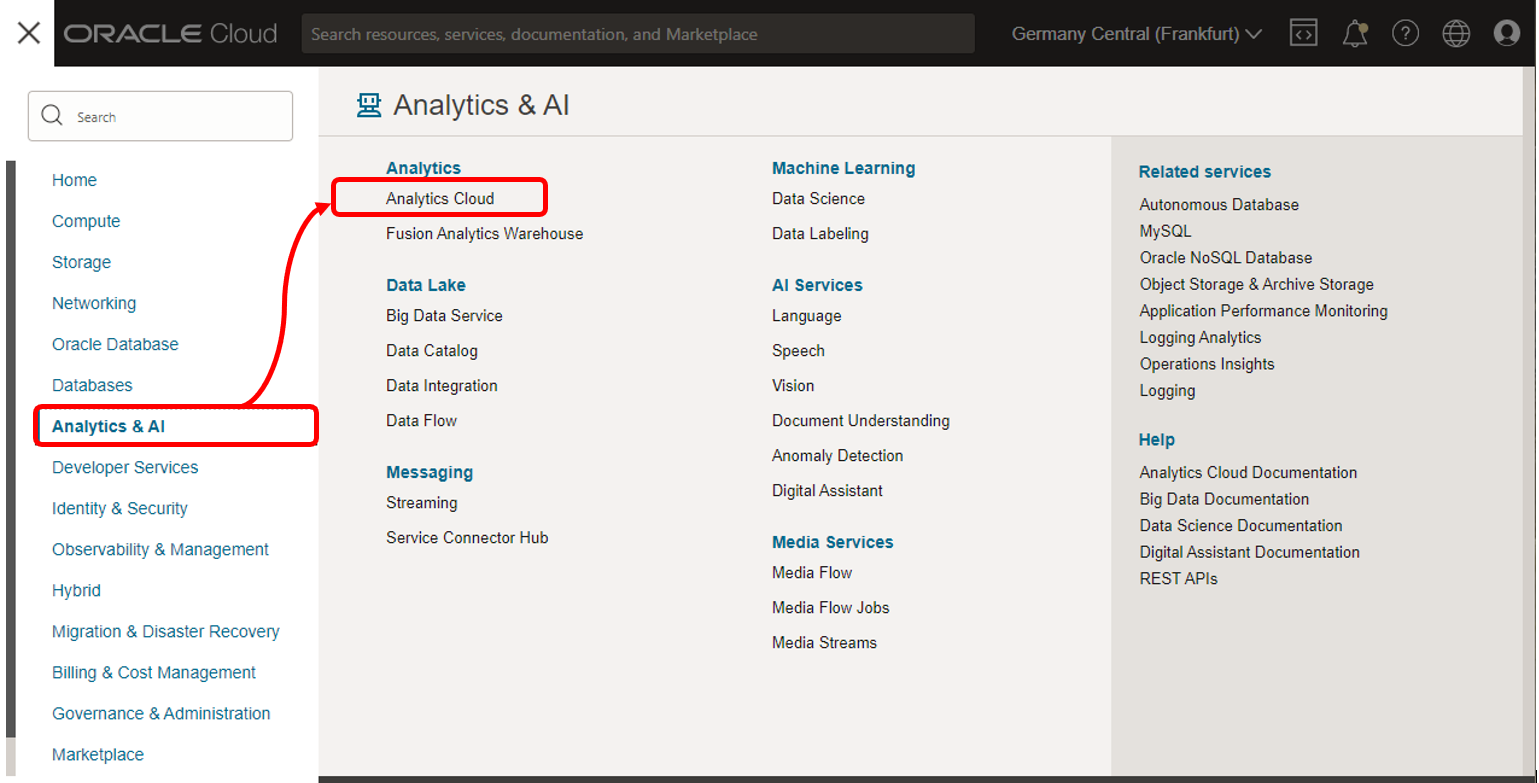 ORACLE Cloud
Search resources, services, documentation, and Marketplace
Germany Central (Frankfurt)
Search
Home
Compute
Storage
Networking
Oracle Database
Databases
Analytics & AI
Developer Services
Identity & Security
Observability & Management
Hybrid
Migration & Disaster Recovery
Billing & Cost Management
Governance & Administration
Marketplace
Analytics & AI
Analytics
Analytics Cloud
Fusion Analytics Warehouse
Data Lake
Big Data Service
Data Catalog
Data Integration
Data Flow
Messaging
Streaming
Service Connector Hub
Machine Learning
Data Science
Data Labeling
AI Services
Language
Speech
Vision
Document Understanding
Anomaly Detection
Digital Assistant
Media Services
Media Flow
Media Flow Jobs
Media Streams
Related services
Autonomous Database
MySQL
Oracle NoSQL Database
Object Storage & Archive Storage
Application Performance Monitoring
Logging Analytics
Operations Insights
Logging
Help
Analytics Cloud Documentation
Big Data Documentation
Data Science Documentation
Digital Assistant Documentation
REST APIs